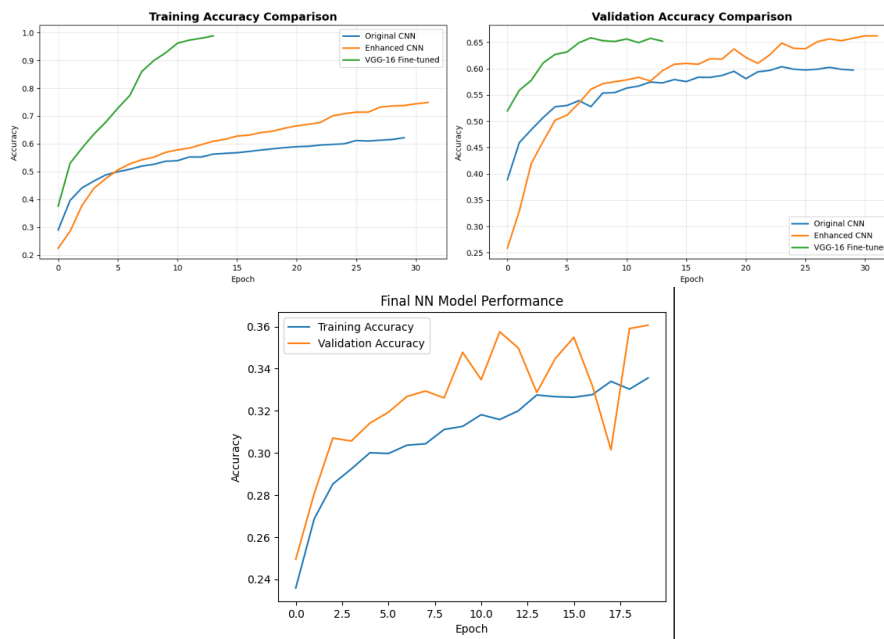 Training Accuracy Comparison
1.0
0.9
0.8
0.7
0.6
0.5
0.4
0.3
0.2
Accuracy
Original CNN
Enhanced CNN
VGG-16 Fine-tuned
0 5 10 15 20 25 30
Epoch
Validation Accuracy Comparison
0.65
0.60
0.55
0.50
0.45
0.40
0.35
0.30
0.25
Accuracy
Original CNN
Enhanced CNN
VGG-16 Fine-tuned
0 5 10 15 20 25 30
Epoch
Final NN Model Performance
Training Accuracy
Validation Accuracy
0.36
0.34
0.32
0.30
0.28
0.26
0.24
Accuracy
0.0 2.5 5.0 7.5 10.0 12.5 15.0 17.5
Epoch